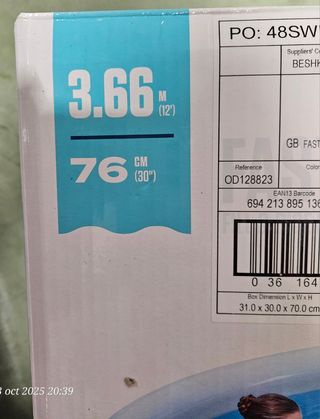 3.66 M (12')
76 CM (30")
PO: 48SW
Suppliers'
BESHK
GB FAST
Reference
OD128823
EAN13 Barcode
694 213 895 136
0 36 164
Box Dimension L x W x H
31.0 x 30.0 x 70.0 cm
oct 2025 20:39